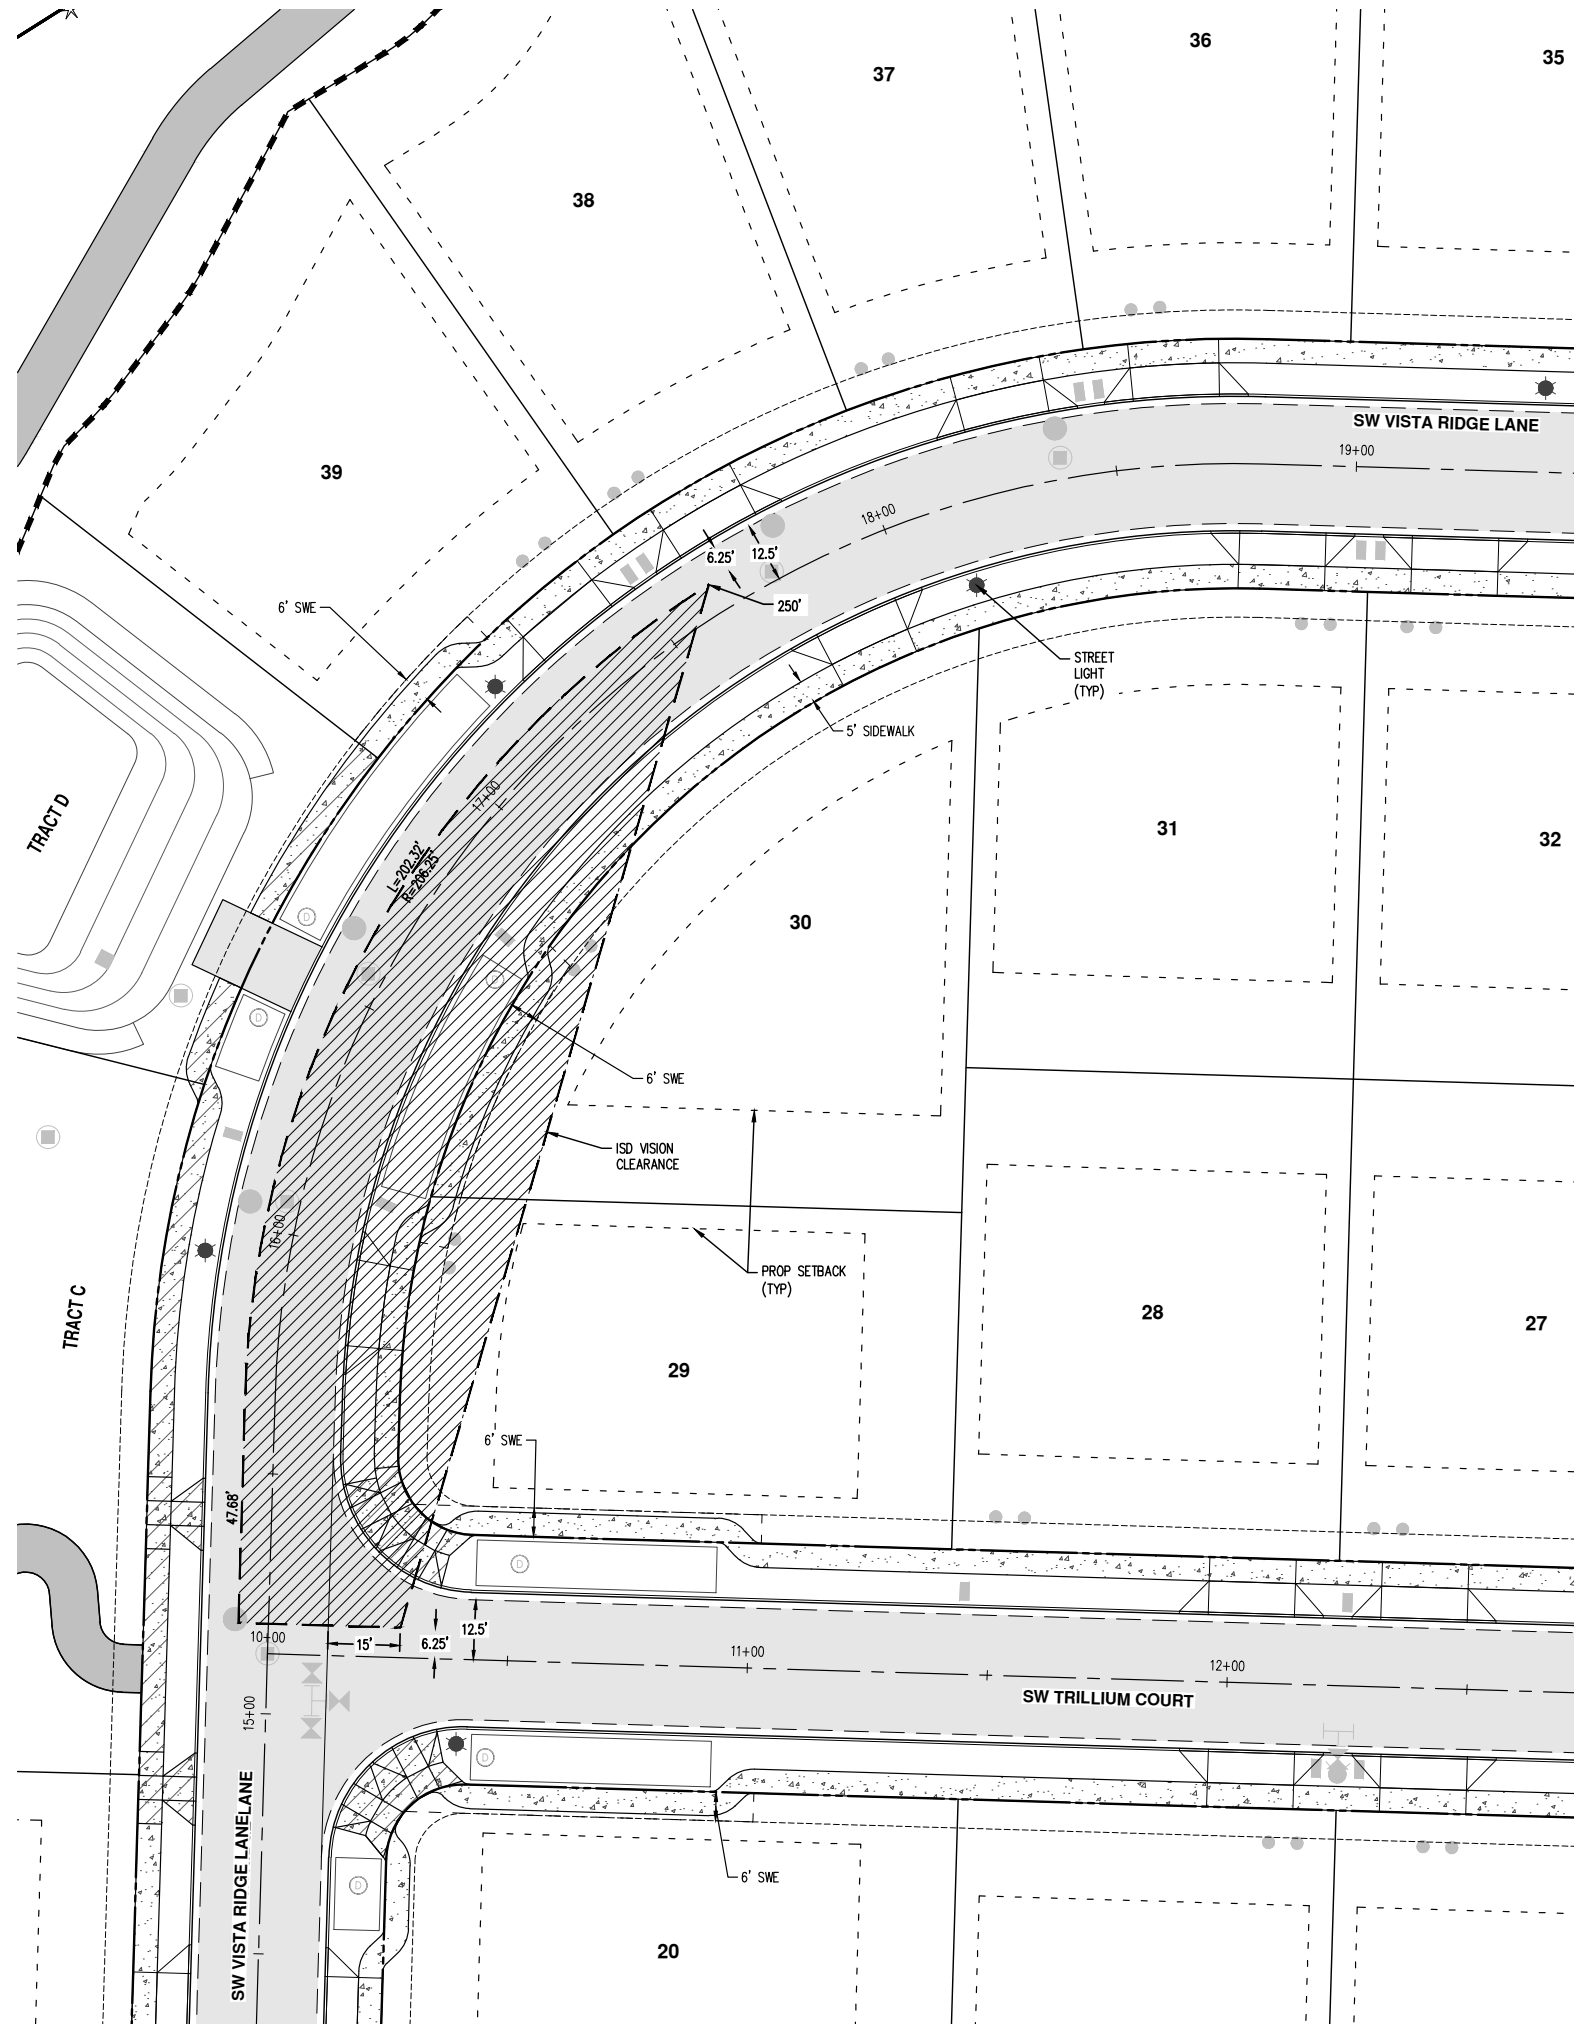 36
35
37
38
SW VISTA RIDGE LANE
19+00
39
18+00
6.25'
12.5'
250'
6' SWE
STREET
LIGHT
(TYP)
5' SIDEWALK
17+00
TRACT D
31
32
L=202.32'
R=206.25'
30
D
D
D
6' SWE
ISD VISION
CLEARANCE
16+00
PROP SETBACK
(TYP)
TRACT C
28
27
29
6' SWE
47.68'
D
10+00
15'
6.25'
12.5'
11+00
12+00
SW TRILLIUM COURT
15+00
D
SW VISTA RIDGE LANELANE
6' SWE
D
20